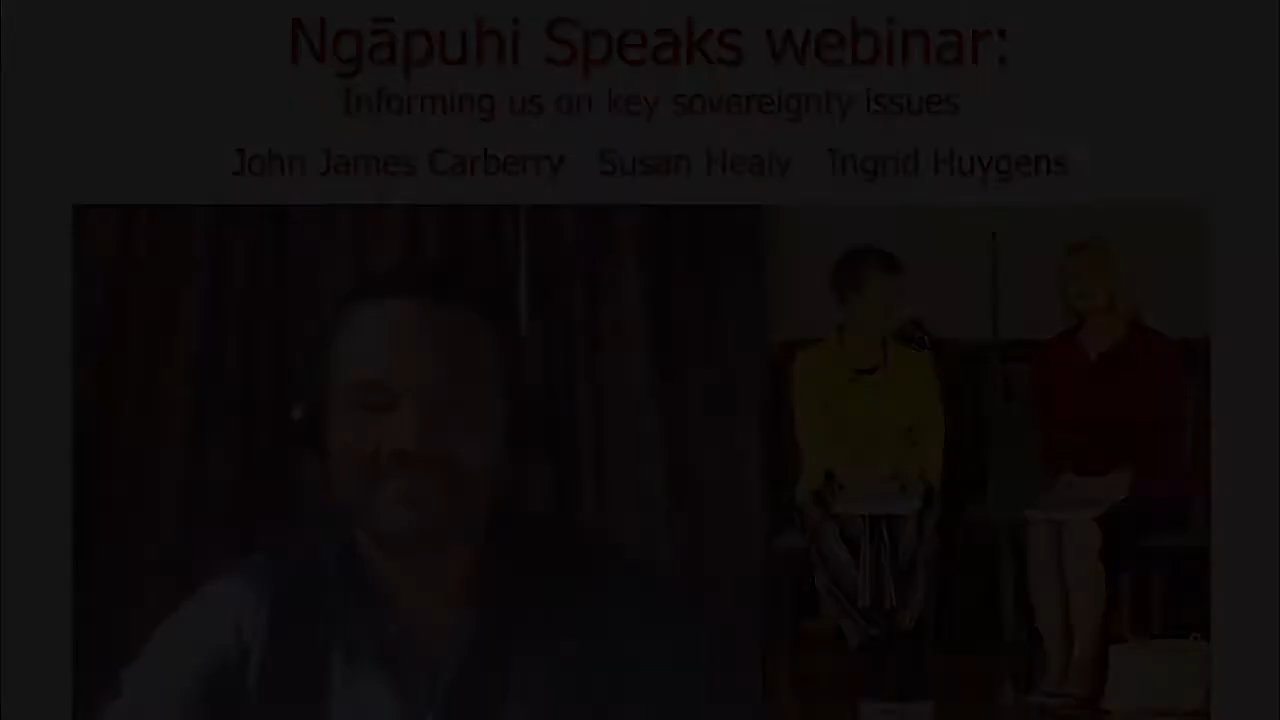 Ngāpuhi Speaks webinar:
Informing us on key sovereignty issues
John James Carberry Susan Healy Ingrid Huygens